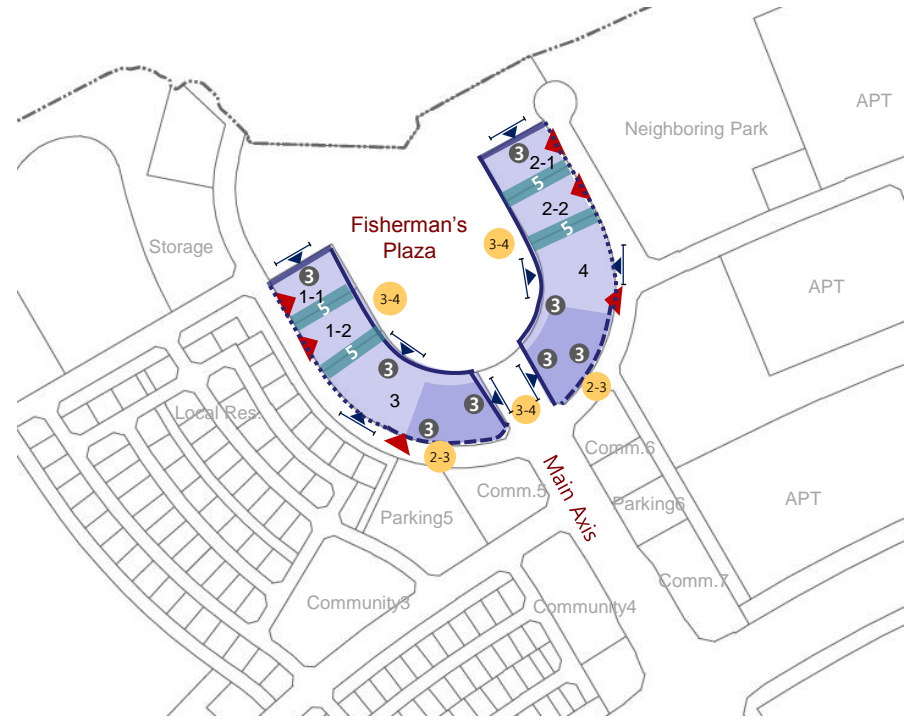 APT
Neighboring Park
3
2-1
5
2-2
5
Fisherman's
Plaza
3-4
Storage
4
3
1-1
5
3-4
APT
3
1-2
5
3
3
3
2-3
3
3
3
3-4
Local Res.
2-3
Comm.6
Main Axis
Comm.5
Parking5
Parking6
APT
Comm.7
Community3
Community4